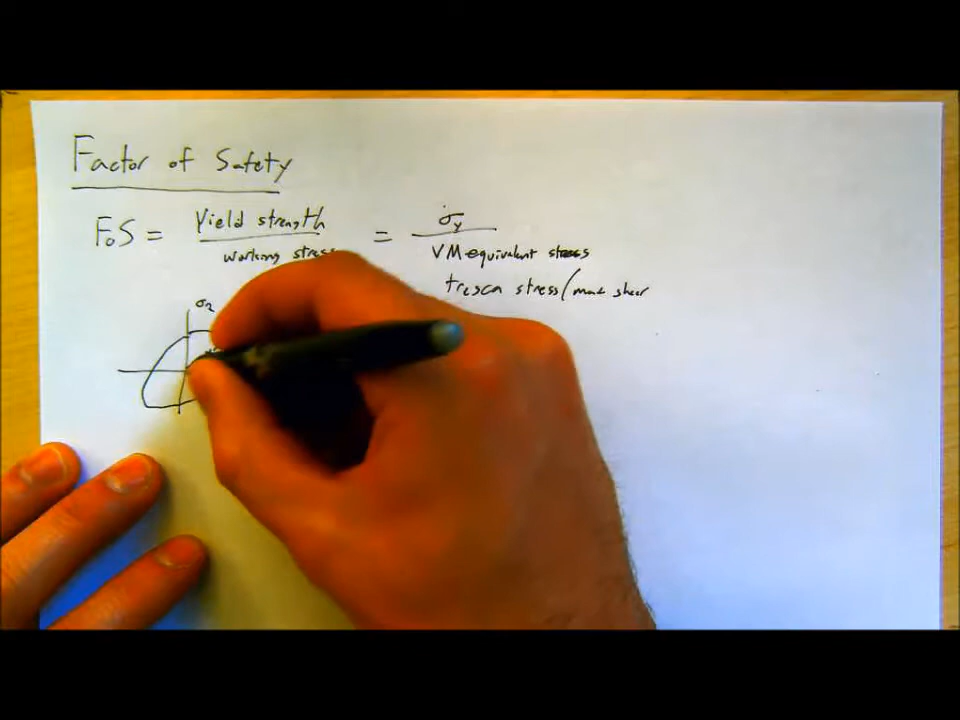 Factor of Safety
FoS = Yield strength / working stress = σy / VM equivalent stress
tresca stress/max shear
σ2